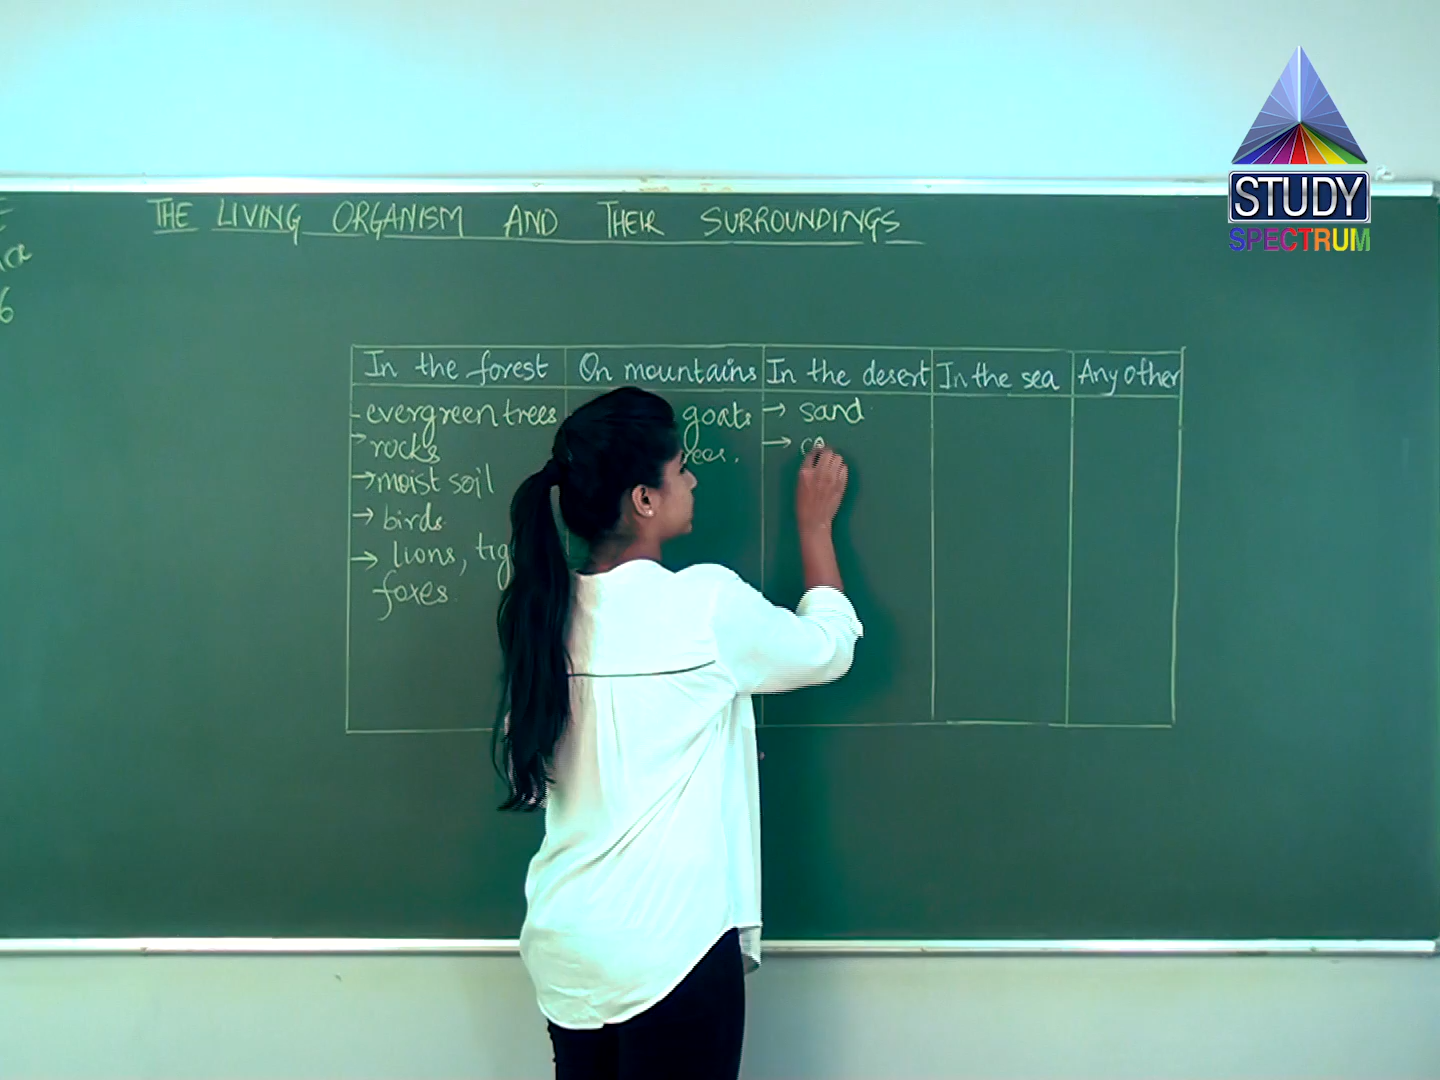 THE LIVING ORGANISM AND THEIR SURROUNDINGS
STUDY
SPECTRUM
6
In the forest On mountains In the desert In the sea Any other
evergreen trees goats → sand
→ rocks →
→ moist soil
→ birds
→ lions,
foxes